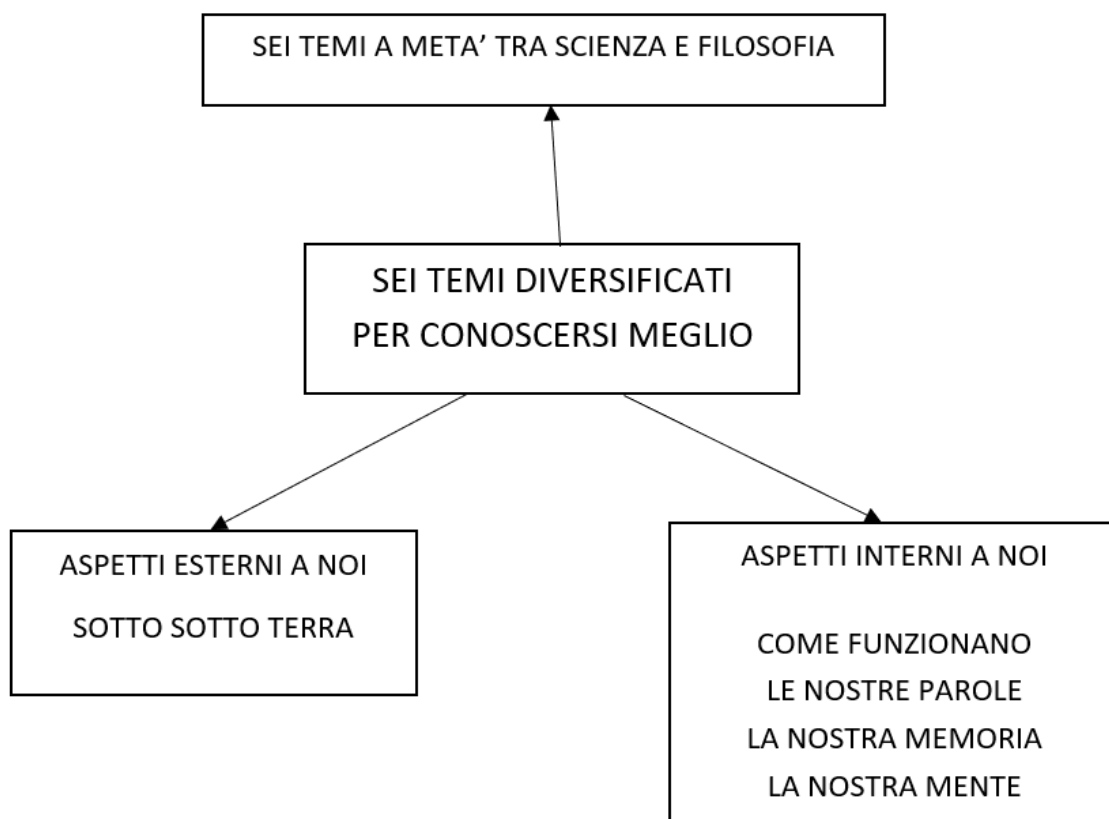 SEI TEMI A META’ TRA SCIENZA E FILOSOFIA
SEI TEMI DIVERSIFICATI
PER CONOSCERSI MEGLIO
ASPETTI ESTERNI A NOI
SOTTO SOTTO TERRA
ASPETTI INTERNI A NOI
COME FUNZIONANO
LE NOSTRE PAROLE
LA NOSTRA MEMORIA
LA NOSTRA MENTE